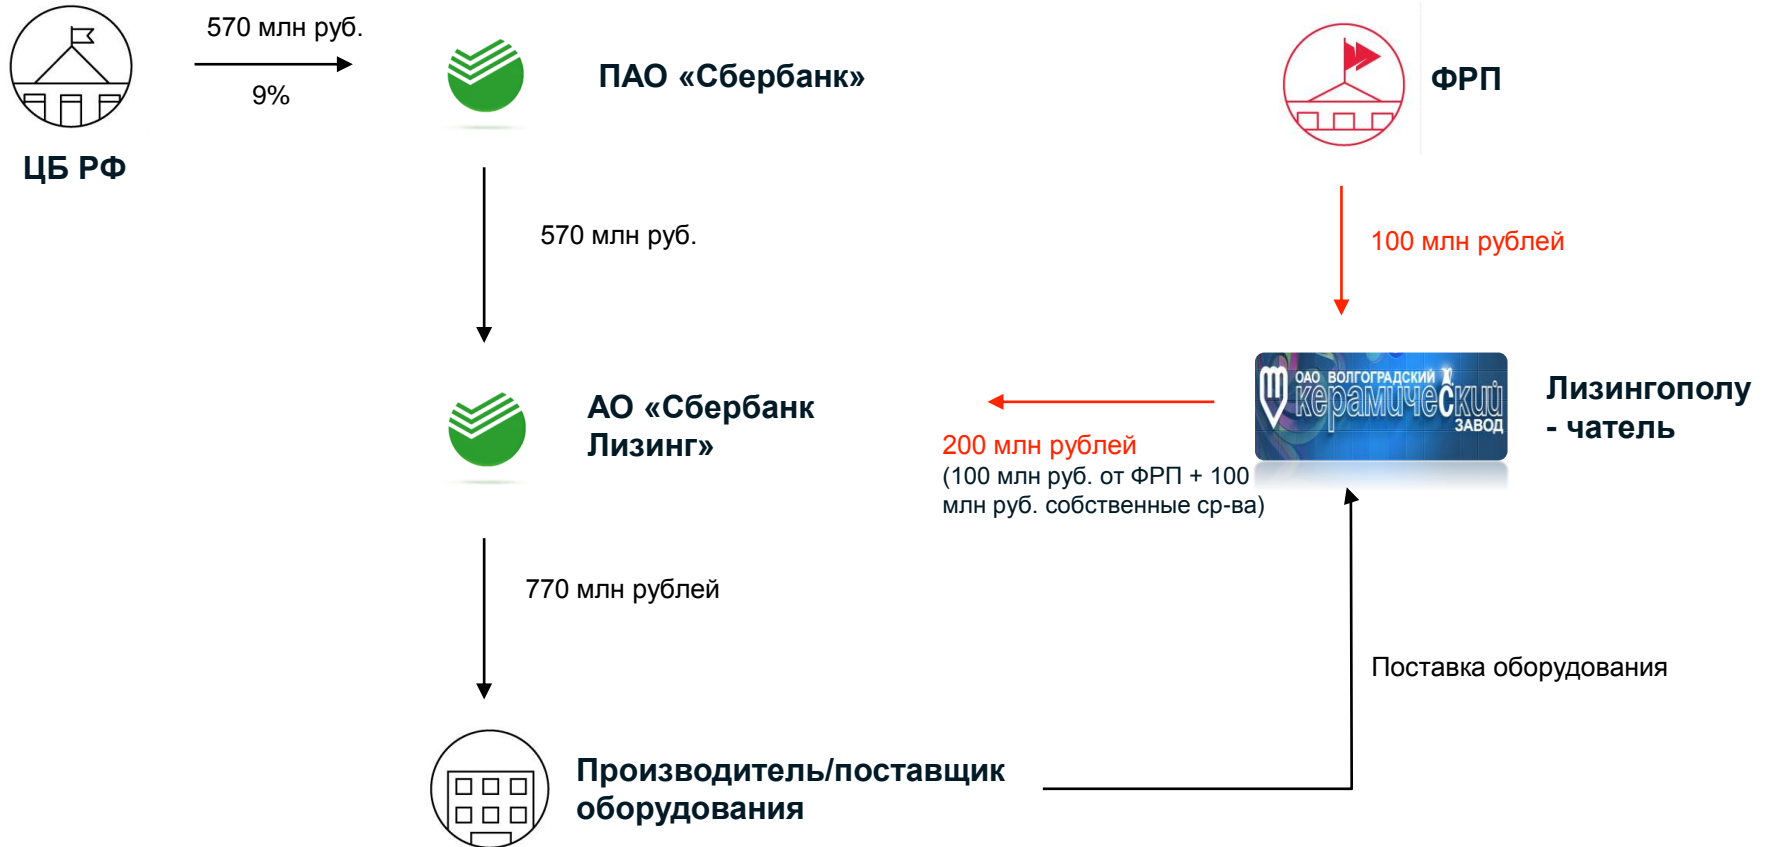 570 млн руб.
9%
ЦБ РФ
ПАО «Сбербанк»
ФРП
570 млн руб.
100 млн рублей
АО «Сбербанк
Лизинг»
200 млн рублей
(100 млн руб. от ФРП + 100
млн руб. собственные ср-ва)
ОАО ВОЛГОГРАДСКИЙ
керамический
ЗАВОД
Лизингополу
- чатель
770 млн рублей
Поставка оборудования
Производитель/поставщик
оборудования